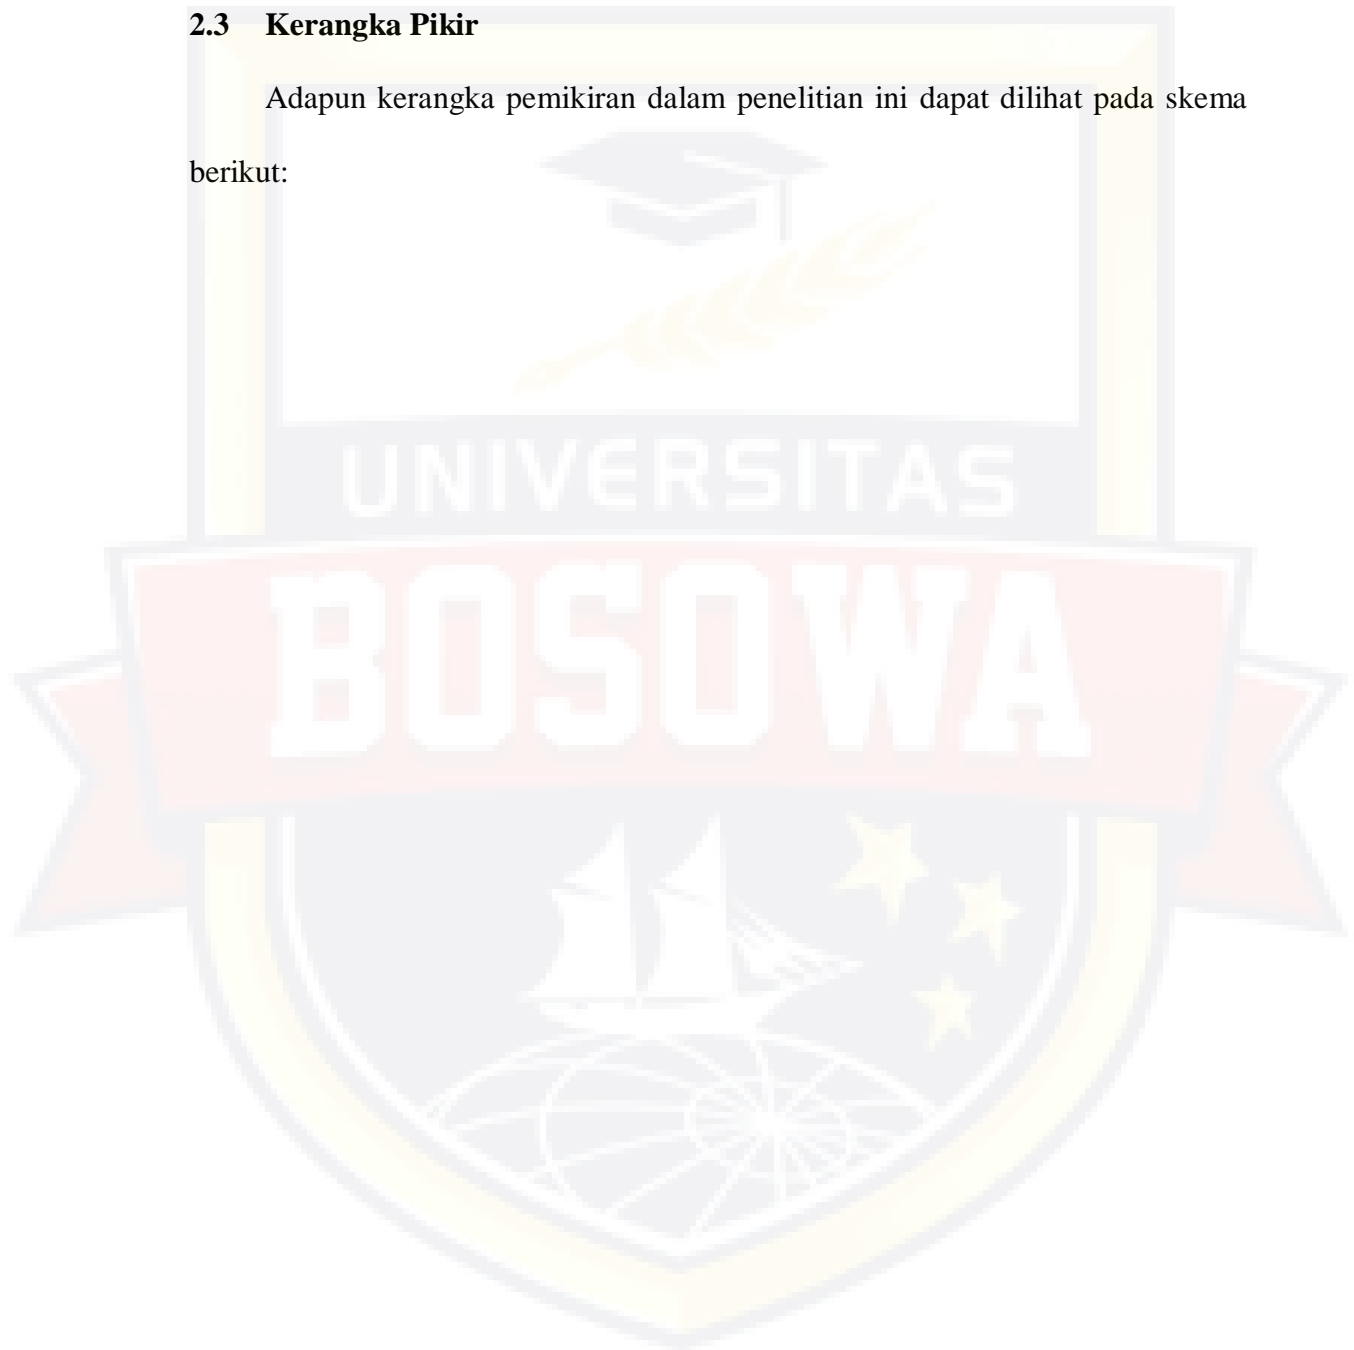 2.3 Kerangka Pikir
Adapun kerangka pemikiran dalam penelitian ini dapat dilihat pada skema
berikut:
UNIVERSITAS
BOSOWA